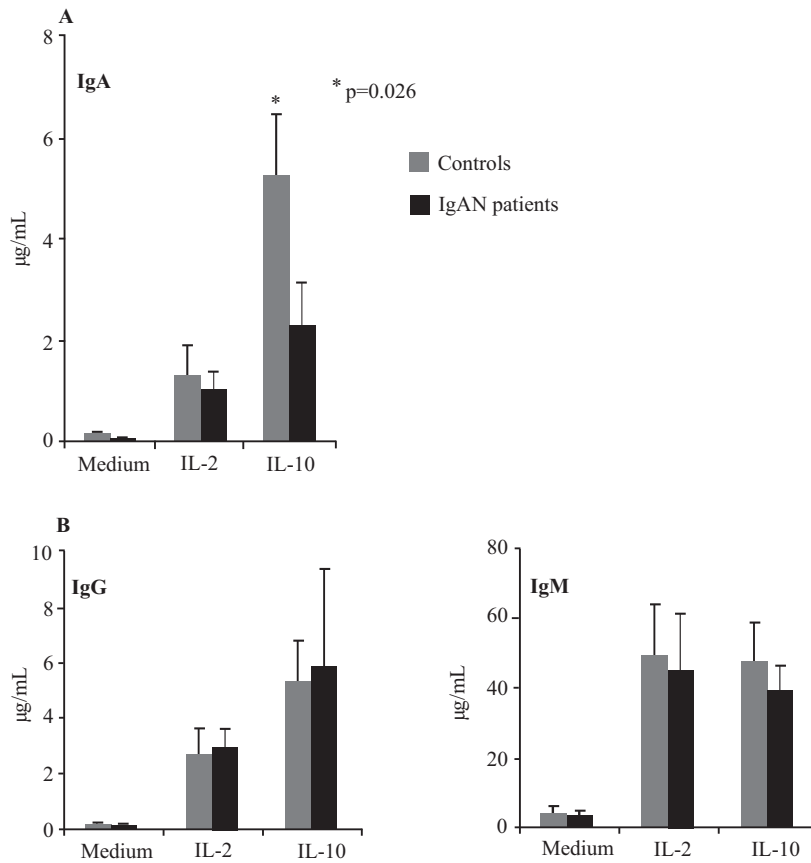 A
8
IgA
* p=0.026
*
6
Controls
IgAN patients
4
µg/mL
2
0
Medium IL-2 IL-10
B
10
IgG
8
6
µg/mL
4
2
0
Medium IL-2 IL-10
80
IgM
60
40
µg/mL
20
0
Medium IL-2 IL-10